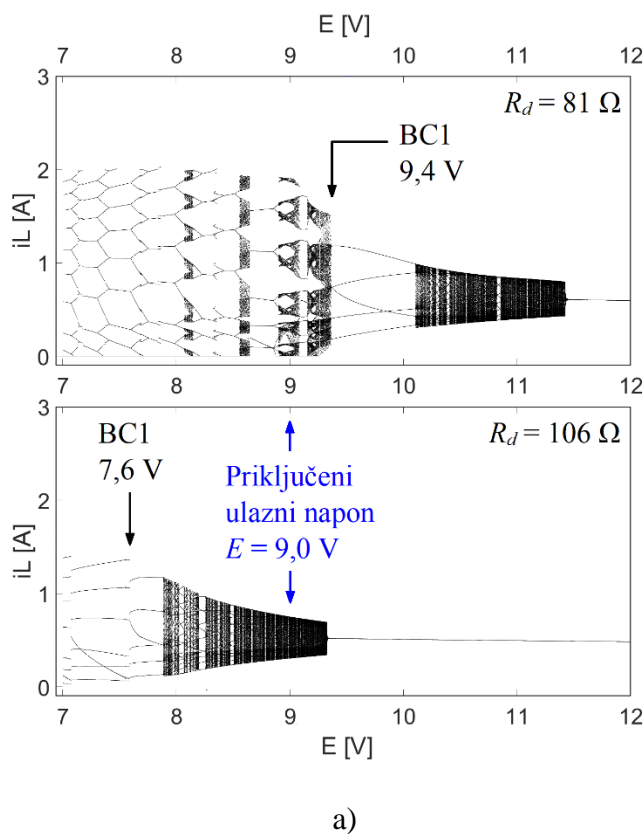 E [V]
7 8 9 10 11 12
3
2
1
0
iL [A]
R_d = 81 Ω
BC1
9,4 V
7 8 9 10 11 12
3
2
1
0
iL [A]
R_d = 106 Ω
BC1
7,6 V
Priključeni
ulazni napon
E = 9,0 V
7 8 9 10 11 12
E [V]
a)